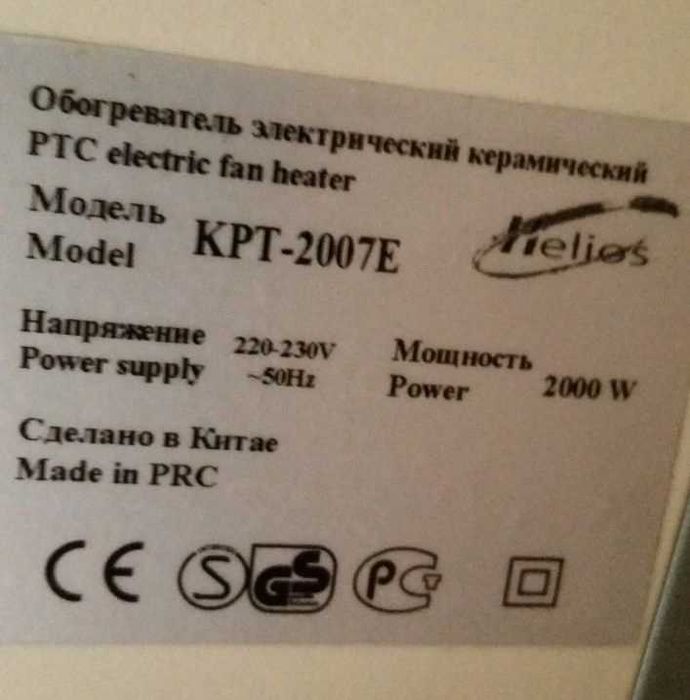 Обогреватель электрический керамический
PTC electric fan heater
Модель
Model
KPT-2007E
Helios
Напряжение
Power supply
220-230V
~50Hz
Мощность
Power
2000 W
Сделано в Китае
Made in PRC
CE S GS PC